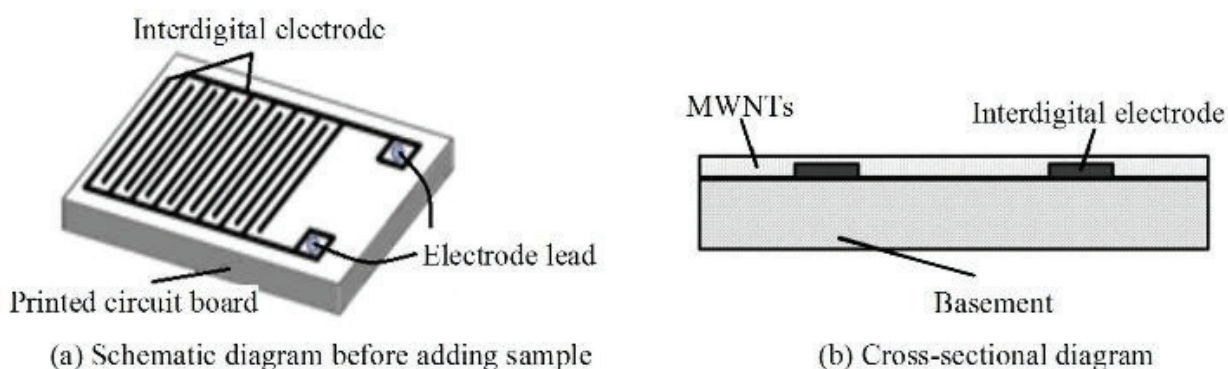 Interdigital electrode
Electrode lead
Printed circuit board
(a) Schematic diagram before adding sample
MWNTs
Interdigital electrode
Basement
(b) Cross-sectional diagram